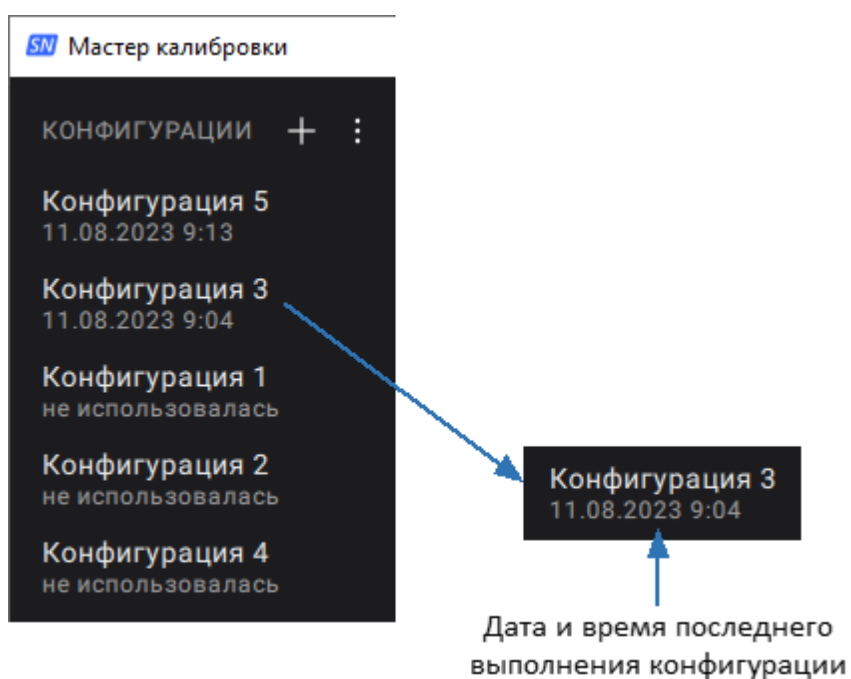 SN Мастер калибровки
КОНФИГУРАЦИИ
Конфигурация 5
11.08.2023 9:13
Конфигурация 3
11.08.2023 9:04
Конфигурация 1
не использовалась
Конфигурация 2
не использовалась
Конфигурация 4
не использовалась
Конфигурация 3
11.08.2023 9:04
Дата и время последнего
выполнения конфигурации